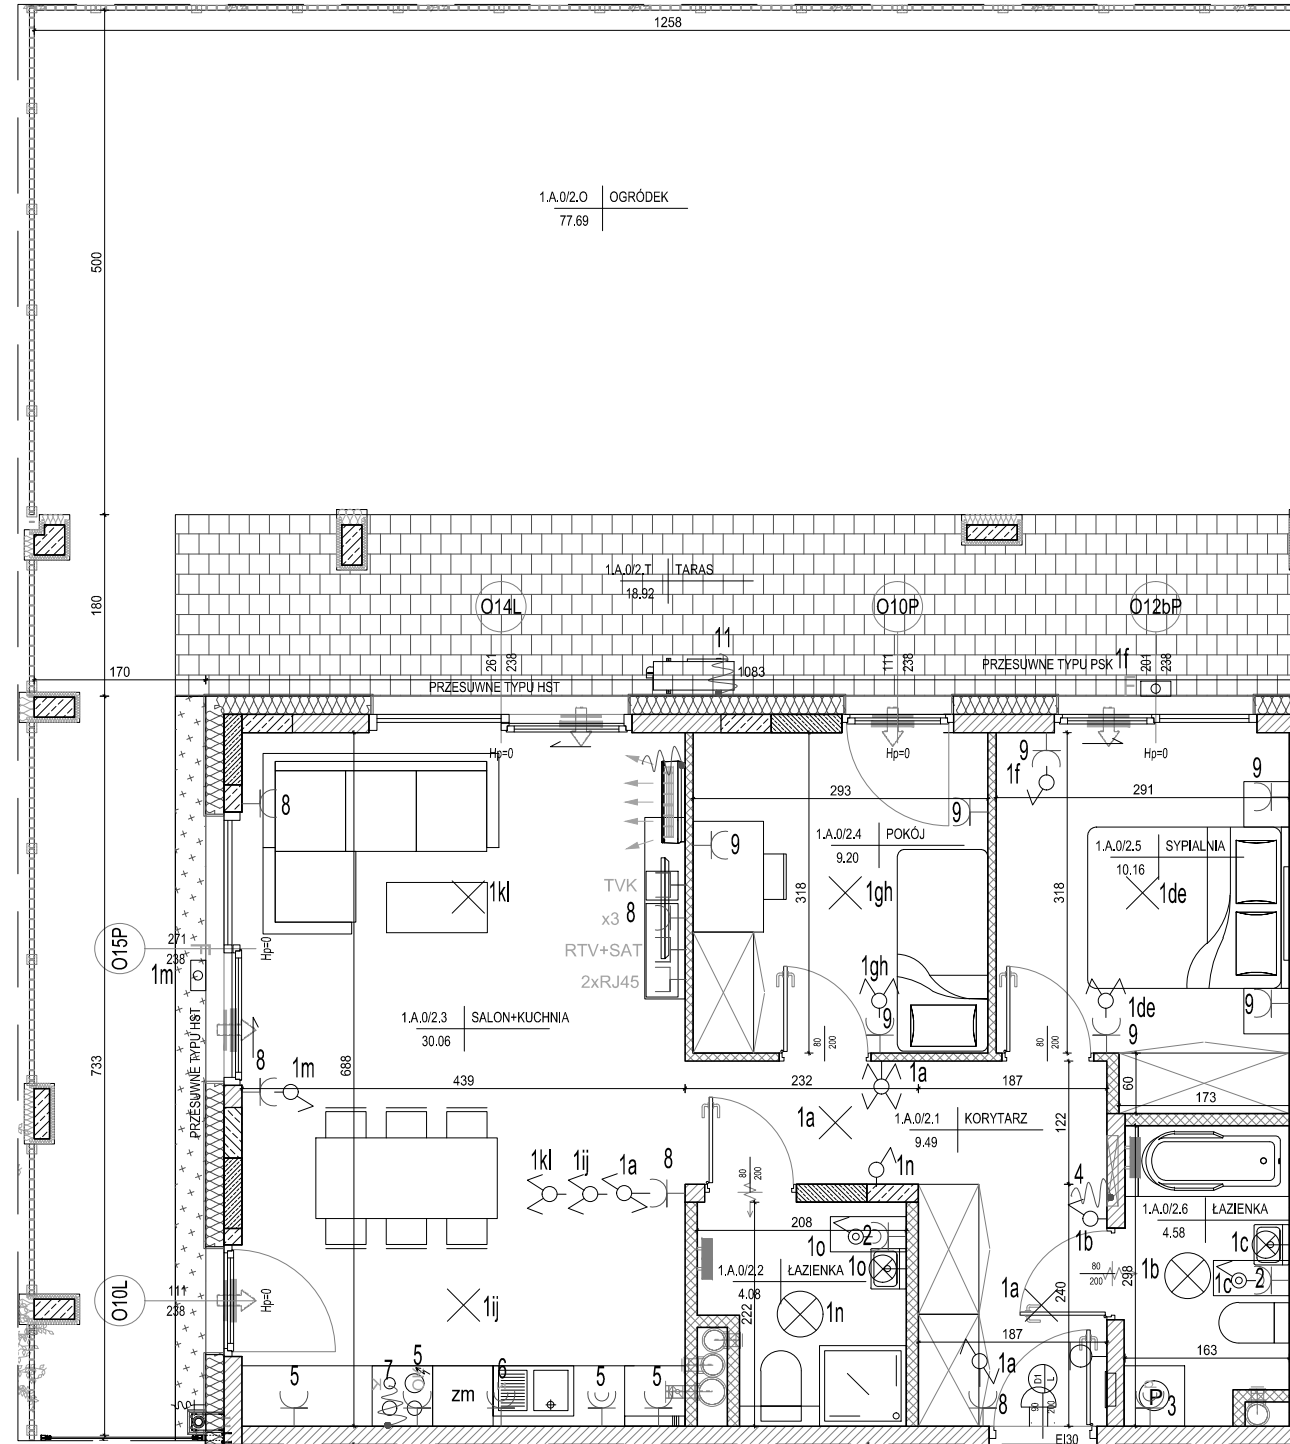 1258
1.A.0/2.O OGRÓDEK
77.69
500
180
1.A.0/2.T TARAS
18.92
O14L
O10P
O12bP
261
238
111
238
201
238
11
1083
PRZESUWNE TYPU HST
PRZESUWNE TYPU PSK
1f
170
Hp=0
Hp=0
Hp=0
8
9
1f
9
293
291
9
9
1.A.0/2.4 POKÓJ
9.20
1.A.0/2.5 SYPIALNIA
10.16
318
318
1kl
1gh
1de
TVK
x3 8
RTV+SAT
2xRJ45
O15P
271
238
Hp=0
1m
1gh
9
1de
9
9
1.A.0/2.3 SALON+KUCHNIA
30.06
PRZESUWNE TYPU HST
80
200
80
200
733
688
8
1m
439
232
187
1a
60
173
1a
1.A.0/2.1 KORYTARZ
9.49
122
1kl
1ij
1a
8
80
200
1n
4
1b
1.A.0/2.6 ŁAZIENKA
4.58
208
1o
2
1o
1.A.0/2.2 ŁAZIENKA
4.08
222
1n
1c
1c
2
1b
298
80
200
240
1a
O10L
111
238
Hp=0
1ij
187
163
1a
8
5
7
5
zm
6
5
5
D1
L
90
200
EI30
P
3